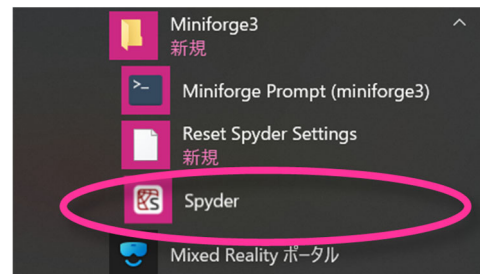 Miniforge3
新規
Miniforge Prompt (miniforge3)
Reset Spyder Settings
新規
Spyder
Mixed Reality ポータル